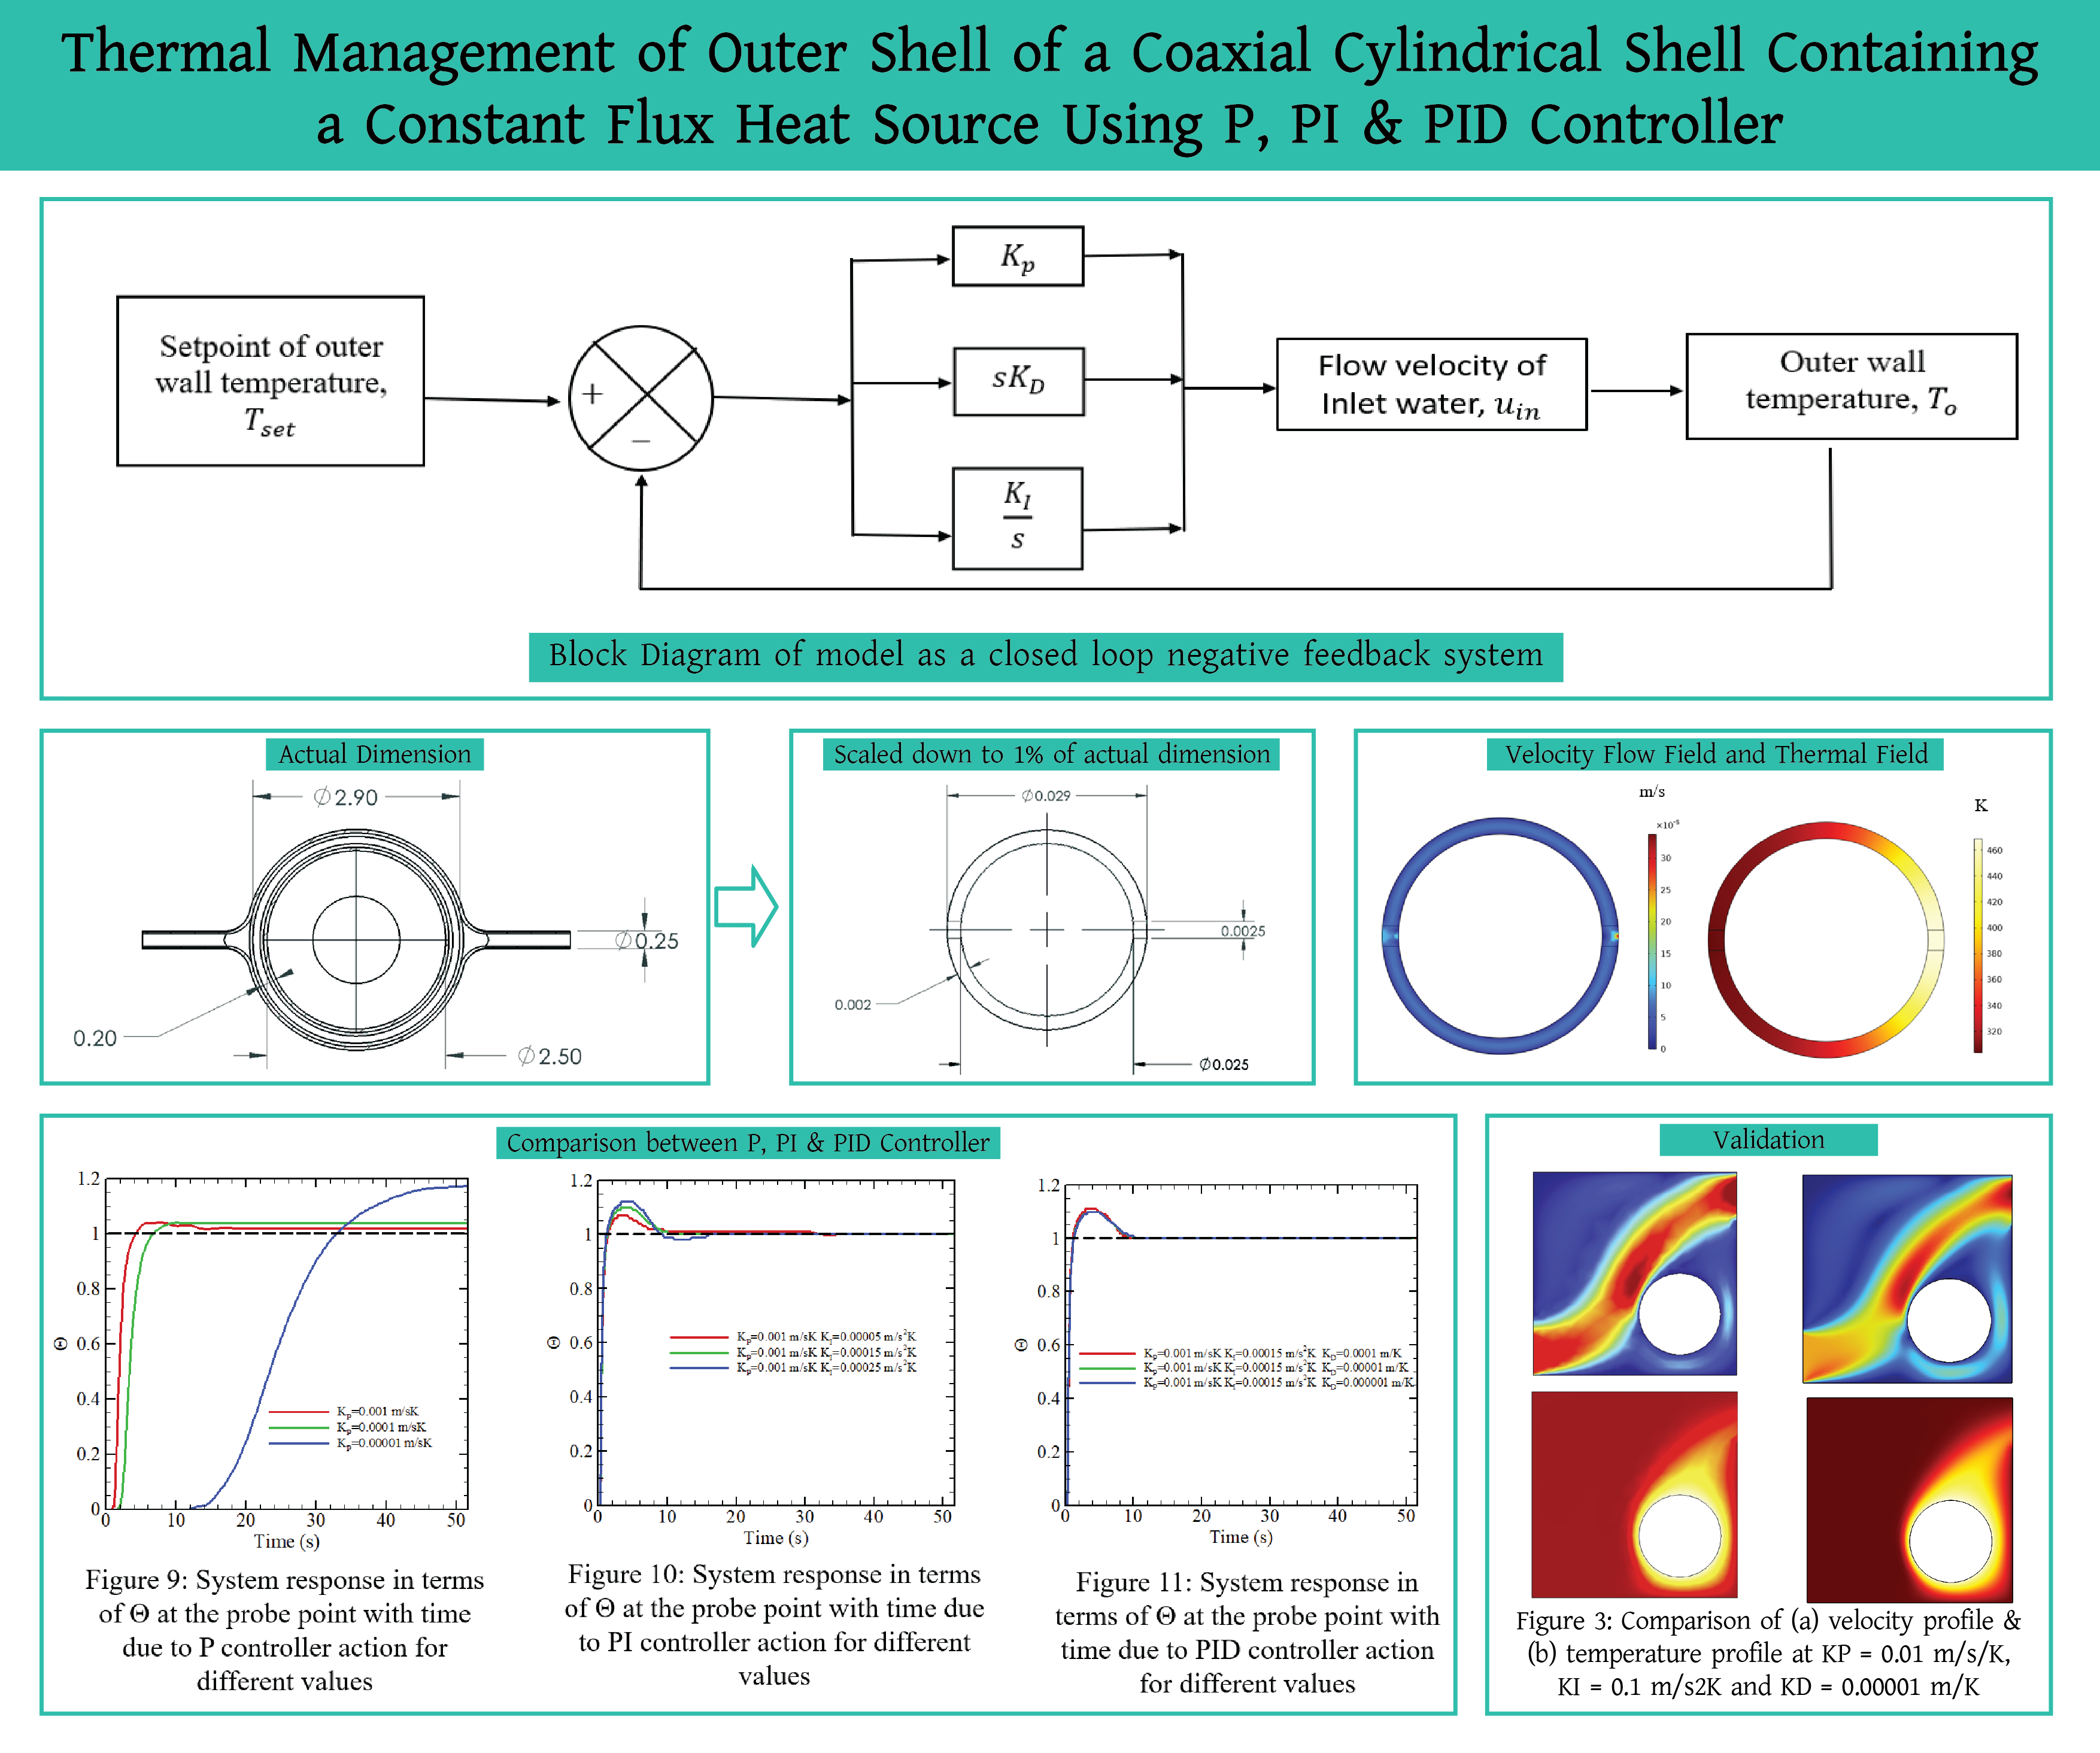 Thermal Management of Outer Shell of a Coaxial Cylindrical Shell Containing
a Constant Flux Heat Source Using P, PI & PID Controller
Setpoint of outer
wall temperature,
T_set
+
−
K_p
sK_D
K_I
s
Flow velocity of
Inlet water, u_in
Outer wall
temperature, T_o
Block Diagram of model as a closed loop negative feedback system
Actual Dimension
∅2.90
∅0.25
0.20
∅2.50
Scaled down to 1% of actual dimension
∅0.029
0.0025
0.002
∅0.025
Velocity Flow Field and Thermal Field
m/s
×10⁻⁵
30
25
20
15
10
5
0
K
460
440
420
400
380
360
340
320
Comparison between P, PI & PID Controller
1.2
1
0.8
0.6
0.4
0.2
0
Θ
K_p=0.001 m/sK
K_p=0.0001 m/sK
K_p=0.00001 m/sK
0 10 20 30 40 50
Time (s)
Figure 9: System response in terms
of Θ at the probe point with time
due to P controller action for
different values
1.2
1
0.8
0.6
0.4
0.2
0
Θ
K_p=0.001 m/sK K_I=0.00005 m/s²K
K_p=0.001 m/sK K_I=0.00015 m/s²K
K_p=0.001 m/sK K_I=0.00025 m/s²K
0 10 20 30 40 50
Time (s)
Figure 10: System response in terms
of Θ at the probe point with time due
to PI controller action for different
values
1.2
1
0.8
0.6
0.4
0.2
0
Θ
K_p=0.001 m/sK K_I=0.00015 m/s²K K_D=0.0001 m/K
K_p=0.001 m/sK K_I=0.00015 m/s²K K_D=0.00001 m/K
K_p=0.001 m/sK K_I=0.00015 m/s²K K_D=0.000001 m/K
0 10 20 30 40 50
Time (s)
Figure 11: System response in
terms of Θ at the probe point with
time due to PID controller action
for different values
Validation
Figure 3: Comparison of (a) velocity profile &
(b) temperature profile at KP = 0.01 m/s/K,
KI = 0.1 m/s2K and KD = 0.00001 m/K